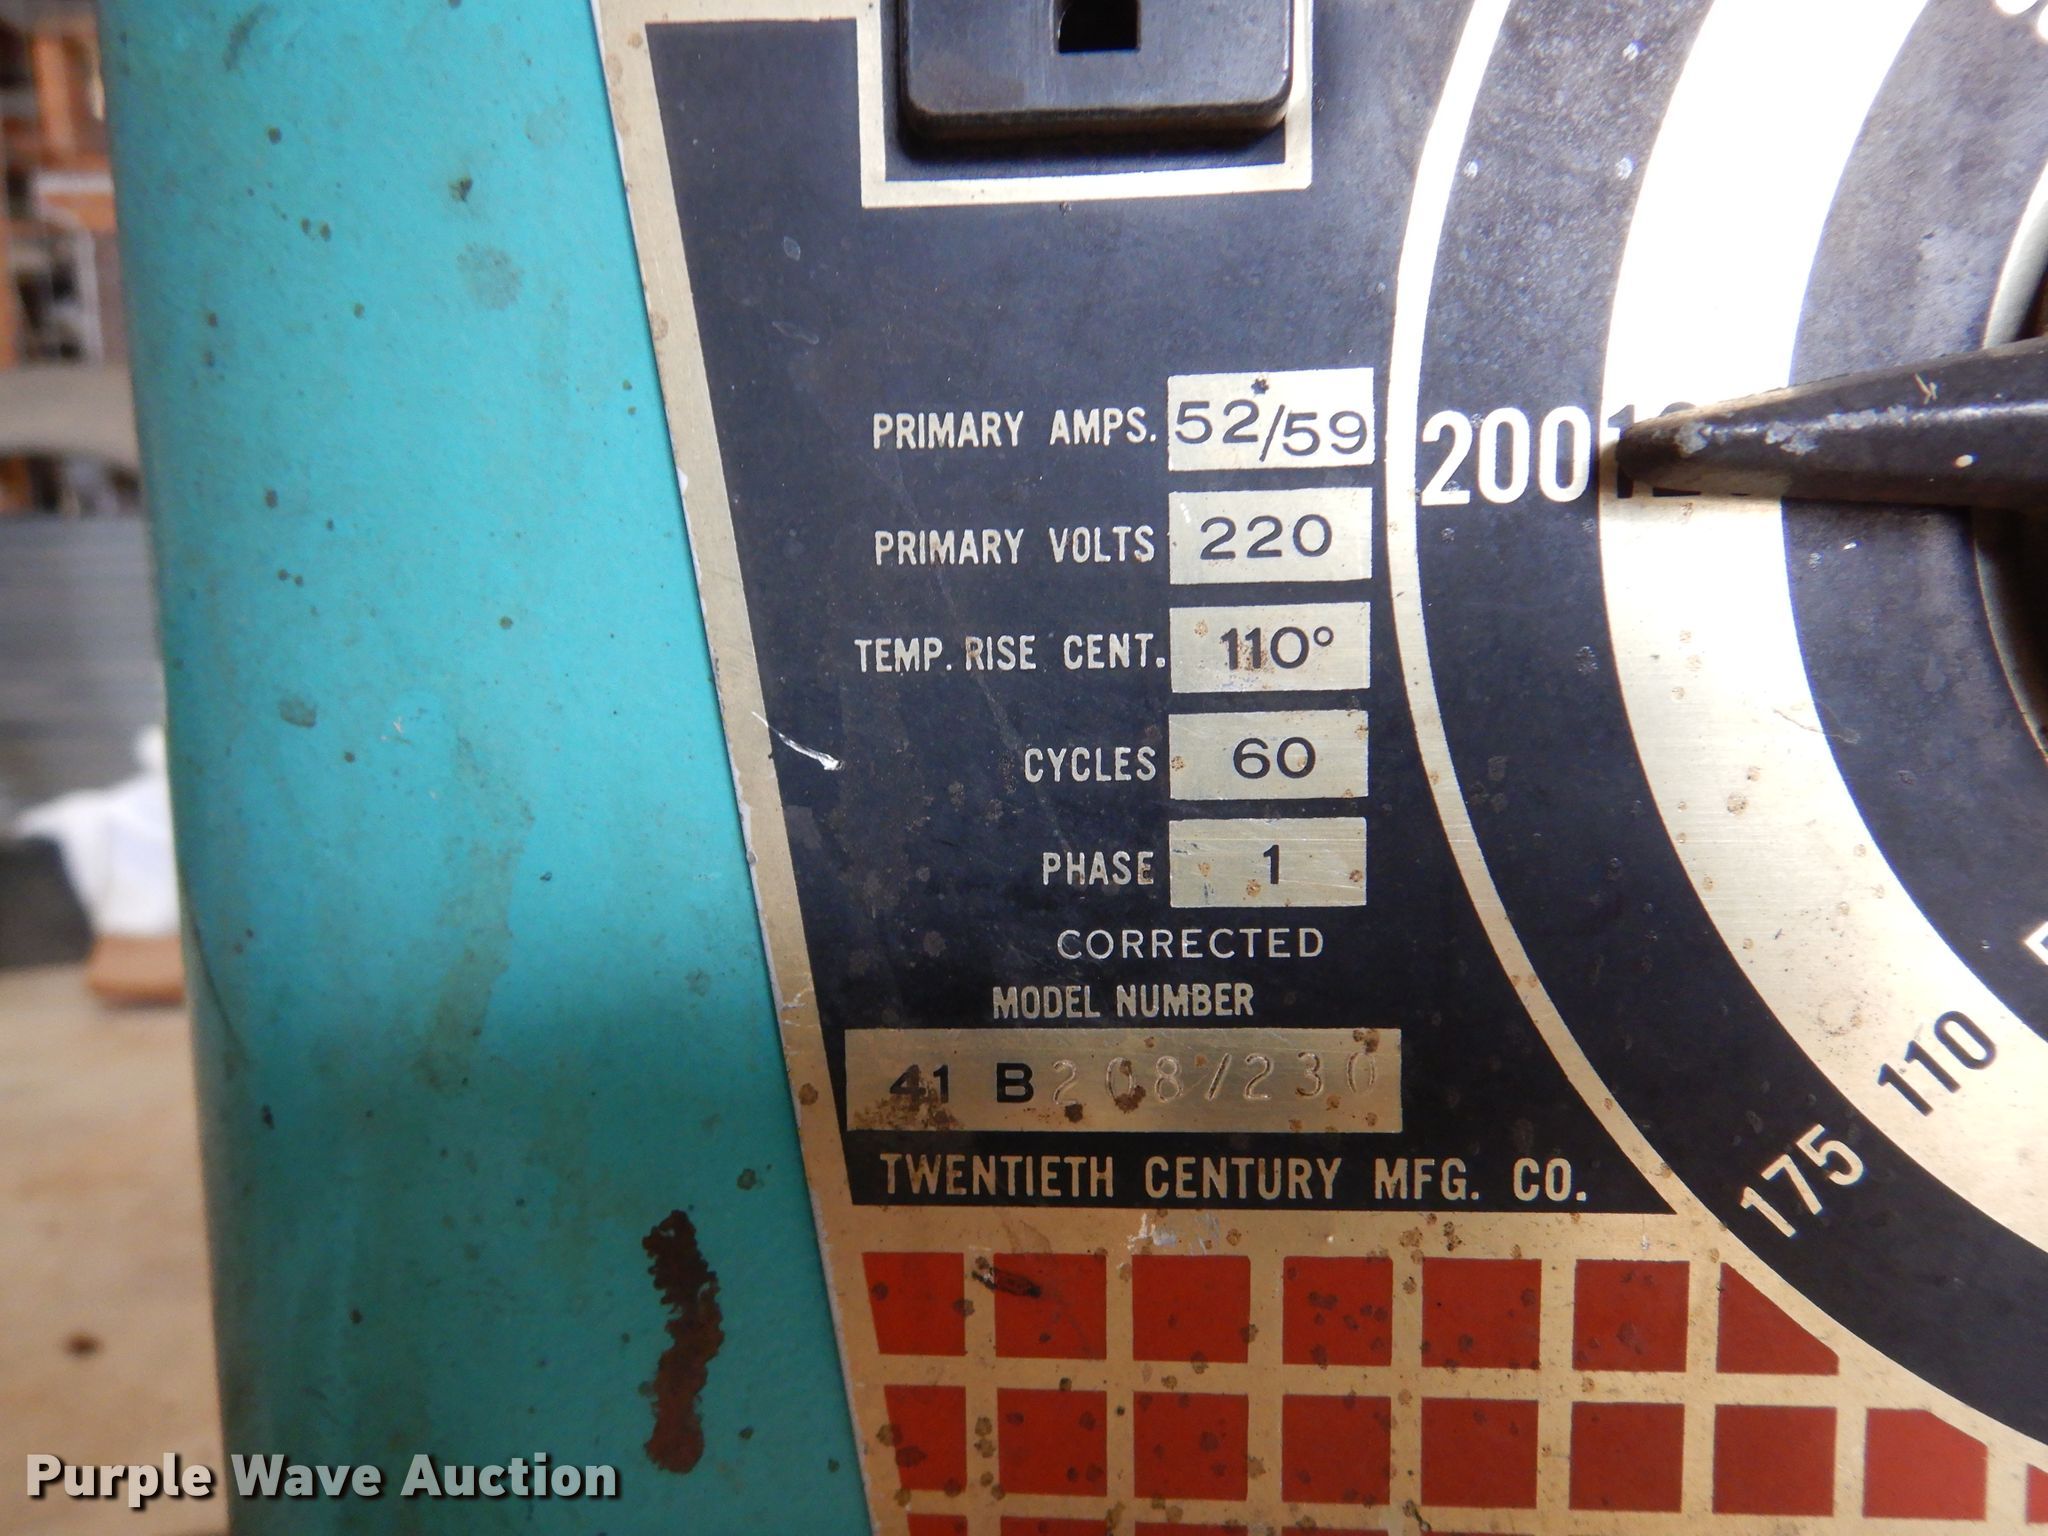 PRIMARY AMPS. 52/59
200
PRIMARY VOLTS 220
TEMP. RISE CENT. 110°
CYCLES 60
PHASE 1
CORRECTED
MODEL NUMBER
41 B 208/230
110
175
TWENTIETH CENTURY MFG. CO.
Purple Wave Auction